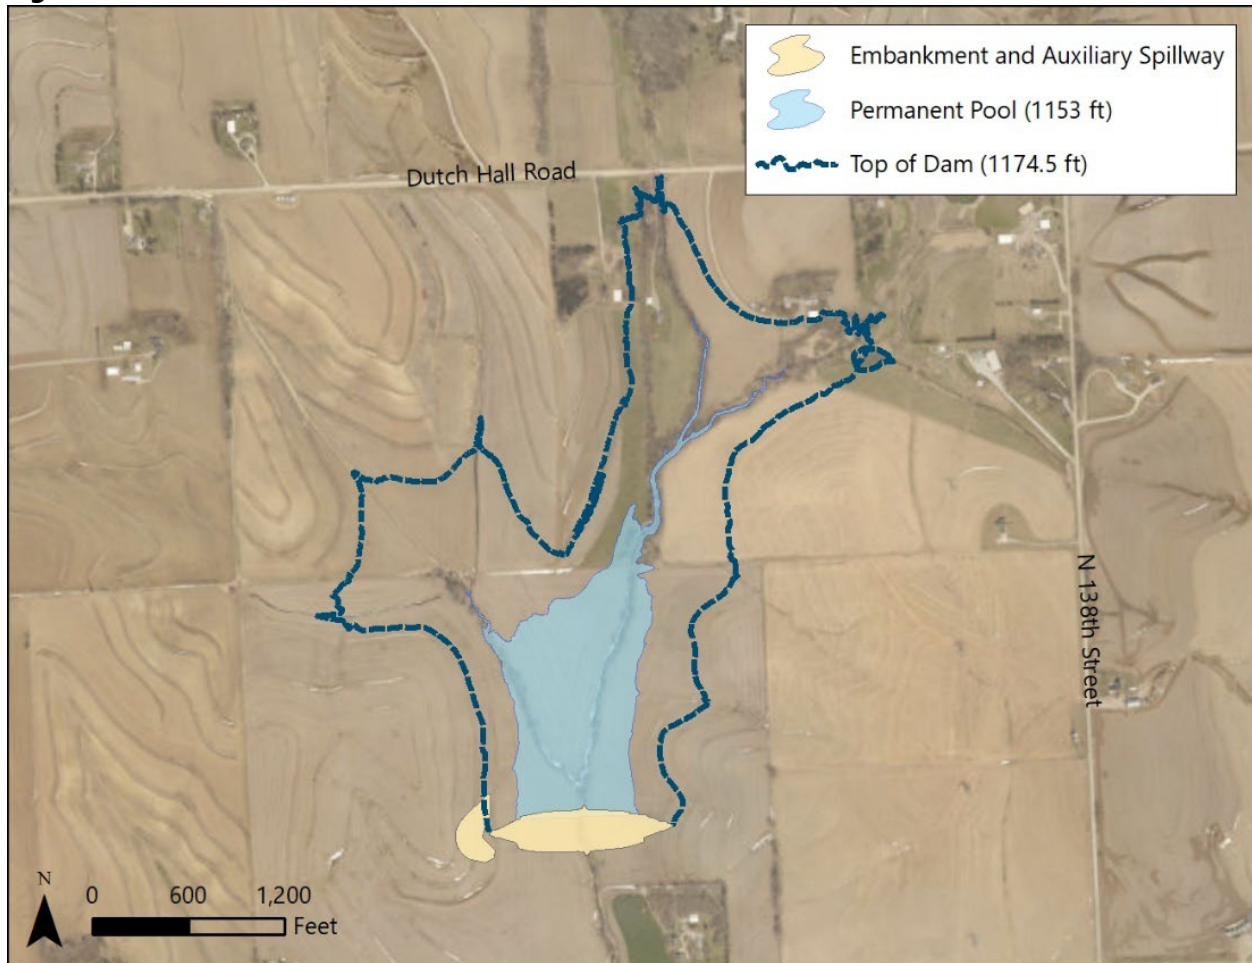 Embankment and Auxiliary Spillway
Permanent Pool (1153 ft)
Top of Dam (1174.5 ft)
Dutch Hall Road
N 138th Street
N
0 600 1,200
Feet